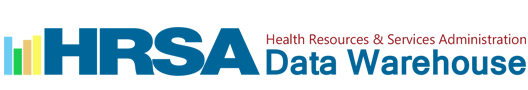 HRSA
Health Resources & Services Administration
Data Warehouse